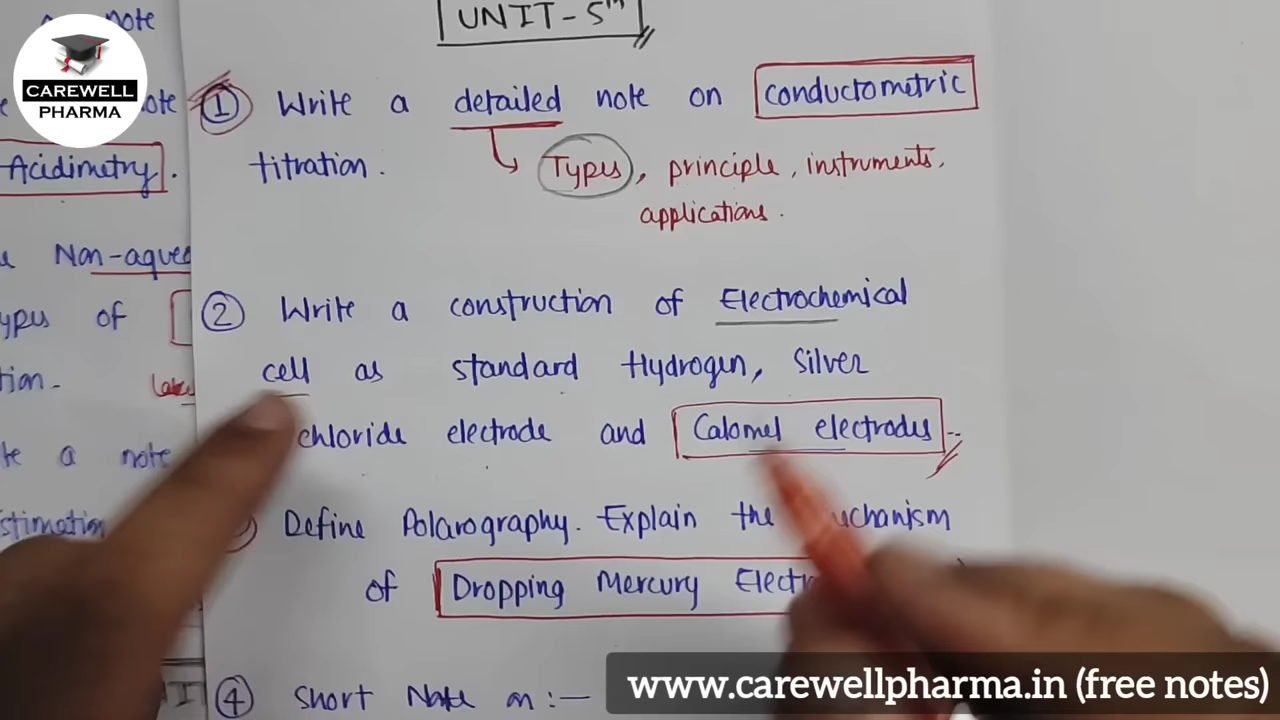 UNIT-5th
① Write a detailed note on conductometric
titration.
Types, principle, instruments,
applications.
② Write a construction of Electrochemical
cell as standard Hydrogen, Silver
chloride electrode and Calomel electrodes
Define Polarography. Explain the
of Dropping Mercury
④ Short Note on :-
note
note
Acidimetry.
Non-aque
of
a note
CAREWELL
PHARMA
www.carewellpharma.in (free notes)